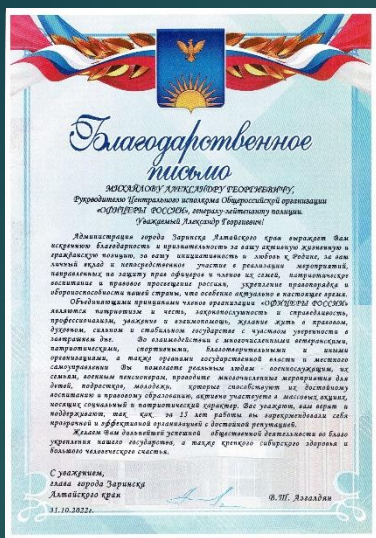 Благодарственное
письмо
МИХАЙЛОВУ АЛЕКСАНДРУ ГЕОРГИЕВИЧУ,
Руководителю Центрального исполкома Общероссийской организации
«ОФИЦЕРЫ РОССИИ», генералу-лейтенанту полиции.
Уважаемый Александр Георгиевич!
Администрация города Заринска Алтайского края выражает Вам
искреннюю благодарность и признательность за вашу активную жизненную и
гражданскую позицию, за вашу инициативность и любовь к Родине, за ваш
личный вклад и непосредственное участие в реализации мероприятий,
направленных на защиту прав офицеров и членов их семей, патриотическое
воспитание и правовое просвещение россиян, укрепление правопорядка и
обороноспособности нашей страны, что особенно актуально в настоящее время.
Объединяющими принципами членов организации «ОФИЦЕРЫ РОССИИ»
являются патриотизм и честь, законопослушность и справедливость,
профессионализм, уважение и взаимопомощь, желание жить в правовом,
духовном, сильном и стабильном государстве с чувством уверенности в
завтрашнем дне. Во взаимодействии с многочисленными ветеранскими,
патриотическими, спортивными, благотворительными и иными
организациями, а также органами государственной власти и местного
самоуправления Вы помогаете реальным людям - военнослужащим, их
семьям, военным пенсионерам, проводите многочисленные мероприятия для
детей, подростков, молодежи, которые способствуют их достойному
воспитанию и правовому образованию, активно участвуете в массовых акциях,
носящих социальный и патриотический характер. Вас уважают, вам верят и
поддерживают, так как за 15 лет работы вы зарекомендовали себя
прозрачной и эффективной организацией с достойной репутацией.
Желаем Вам дальнейшей успешной общественной деятельности во благо
укрепления нашего государства, а также крепкого сибирского здоровья и
большого человеческого счастья.
С уважением,
глава города Заринска
Алтайского края
В.Ш. Азгалдян
31.10.2022г.